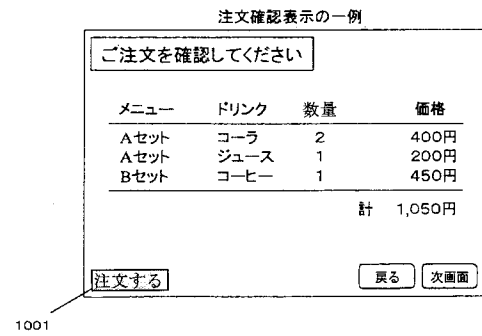 注文確認表示の一例
ご注文を確認してください
メニュー ドリンク 数量 価格
Aセット コーラ 2 400円
Aセット ジュース 1 200円
Bセット コーヒー 1 450円
計 1,050円
注文する 戻る 次画面
1001